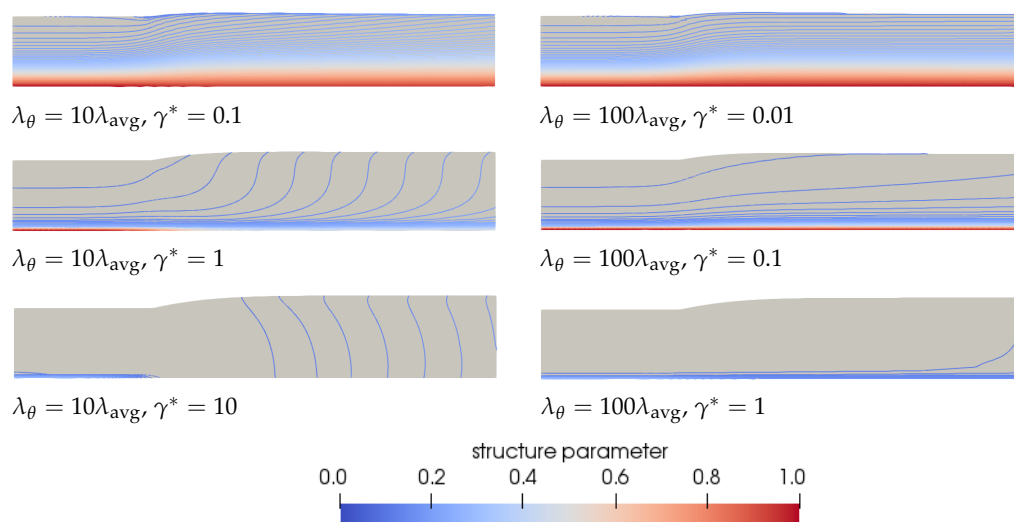 λθ = 10λavg, γ* = 0.1
λθ = 100λavg, γ* = 0.01
λθ = 10λavg, γ* = 1
λθ = 100λavg, γ* = 0.1
λθ = 10λavg, γ* = 10
λθ = 100λavg, γ* = 1
structure parameter
0.0 0.2 0.4 0.6 0.8 1.0